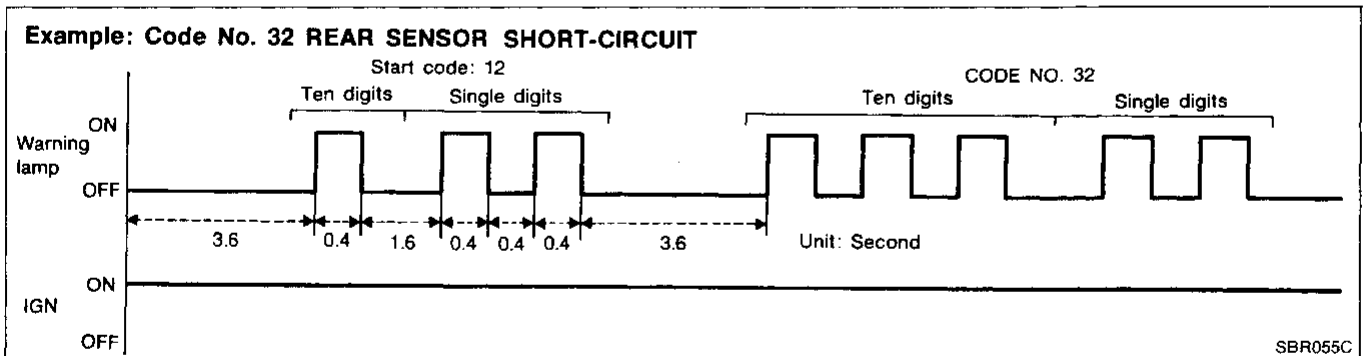 Example: Code No. 32 REAR SENSOR SHORT-CIRCUIT
Start code: 12
CODE NO. 32
Ten digits
Single digits
Ten digits
Single digits
ON
Warning
lamp
OFF
3.6
0.4
1.6
0.4
0.4
0.4
3.6
Unit: Second
ON
IGN
OFF
SBR055C